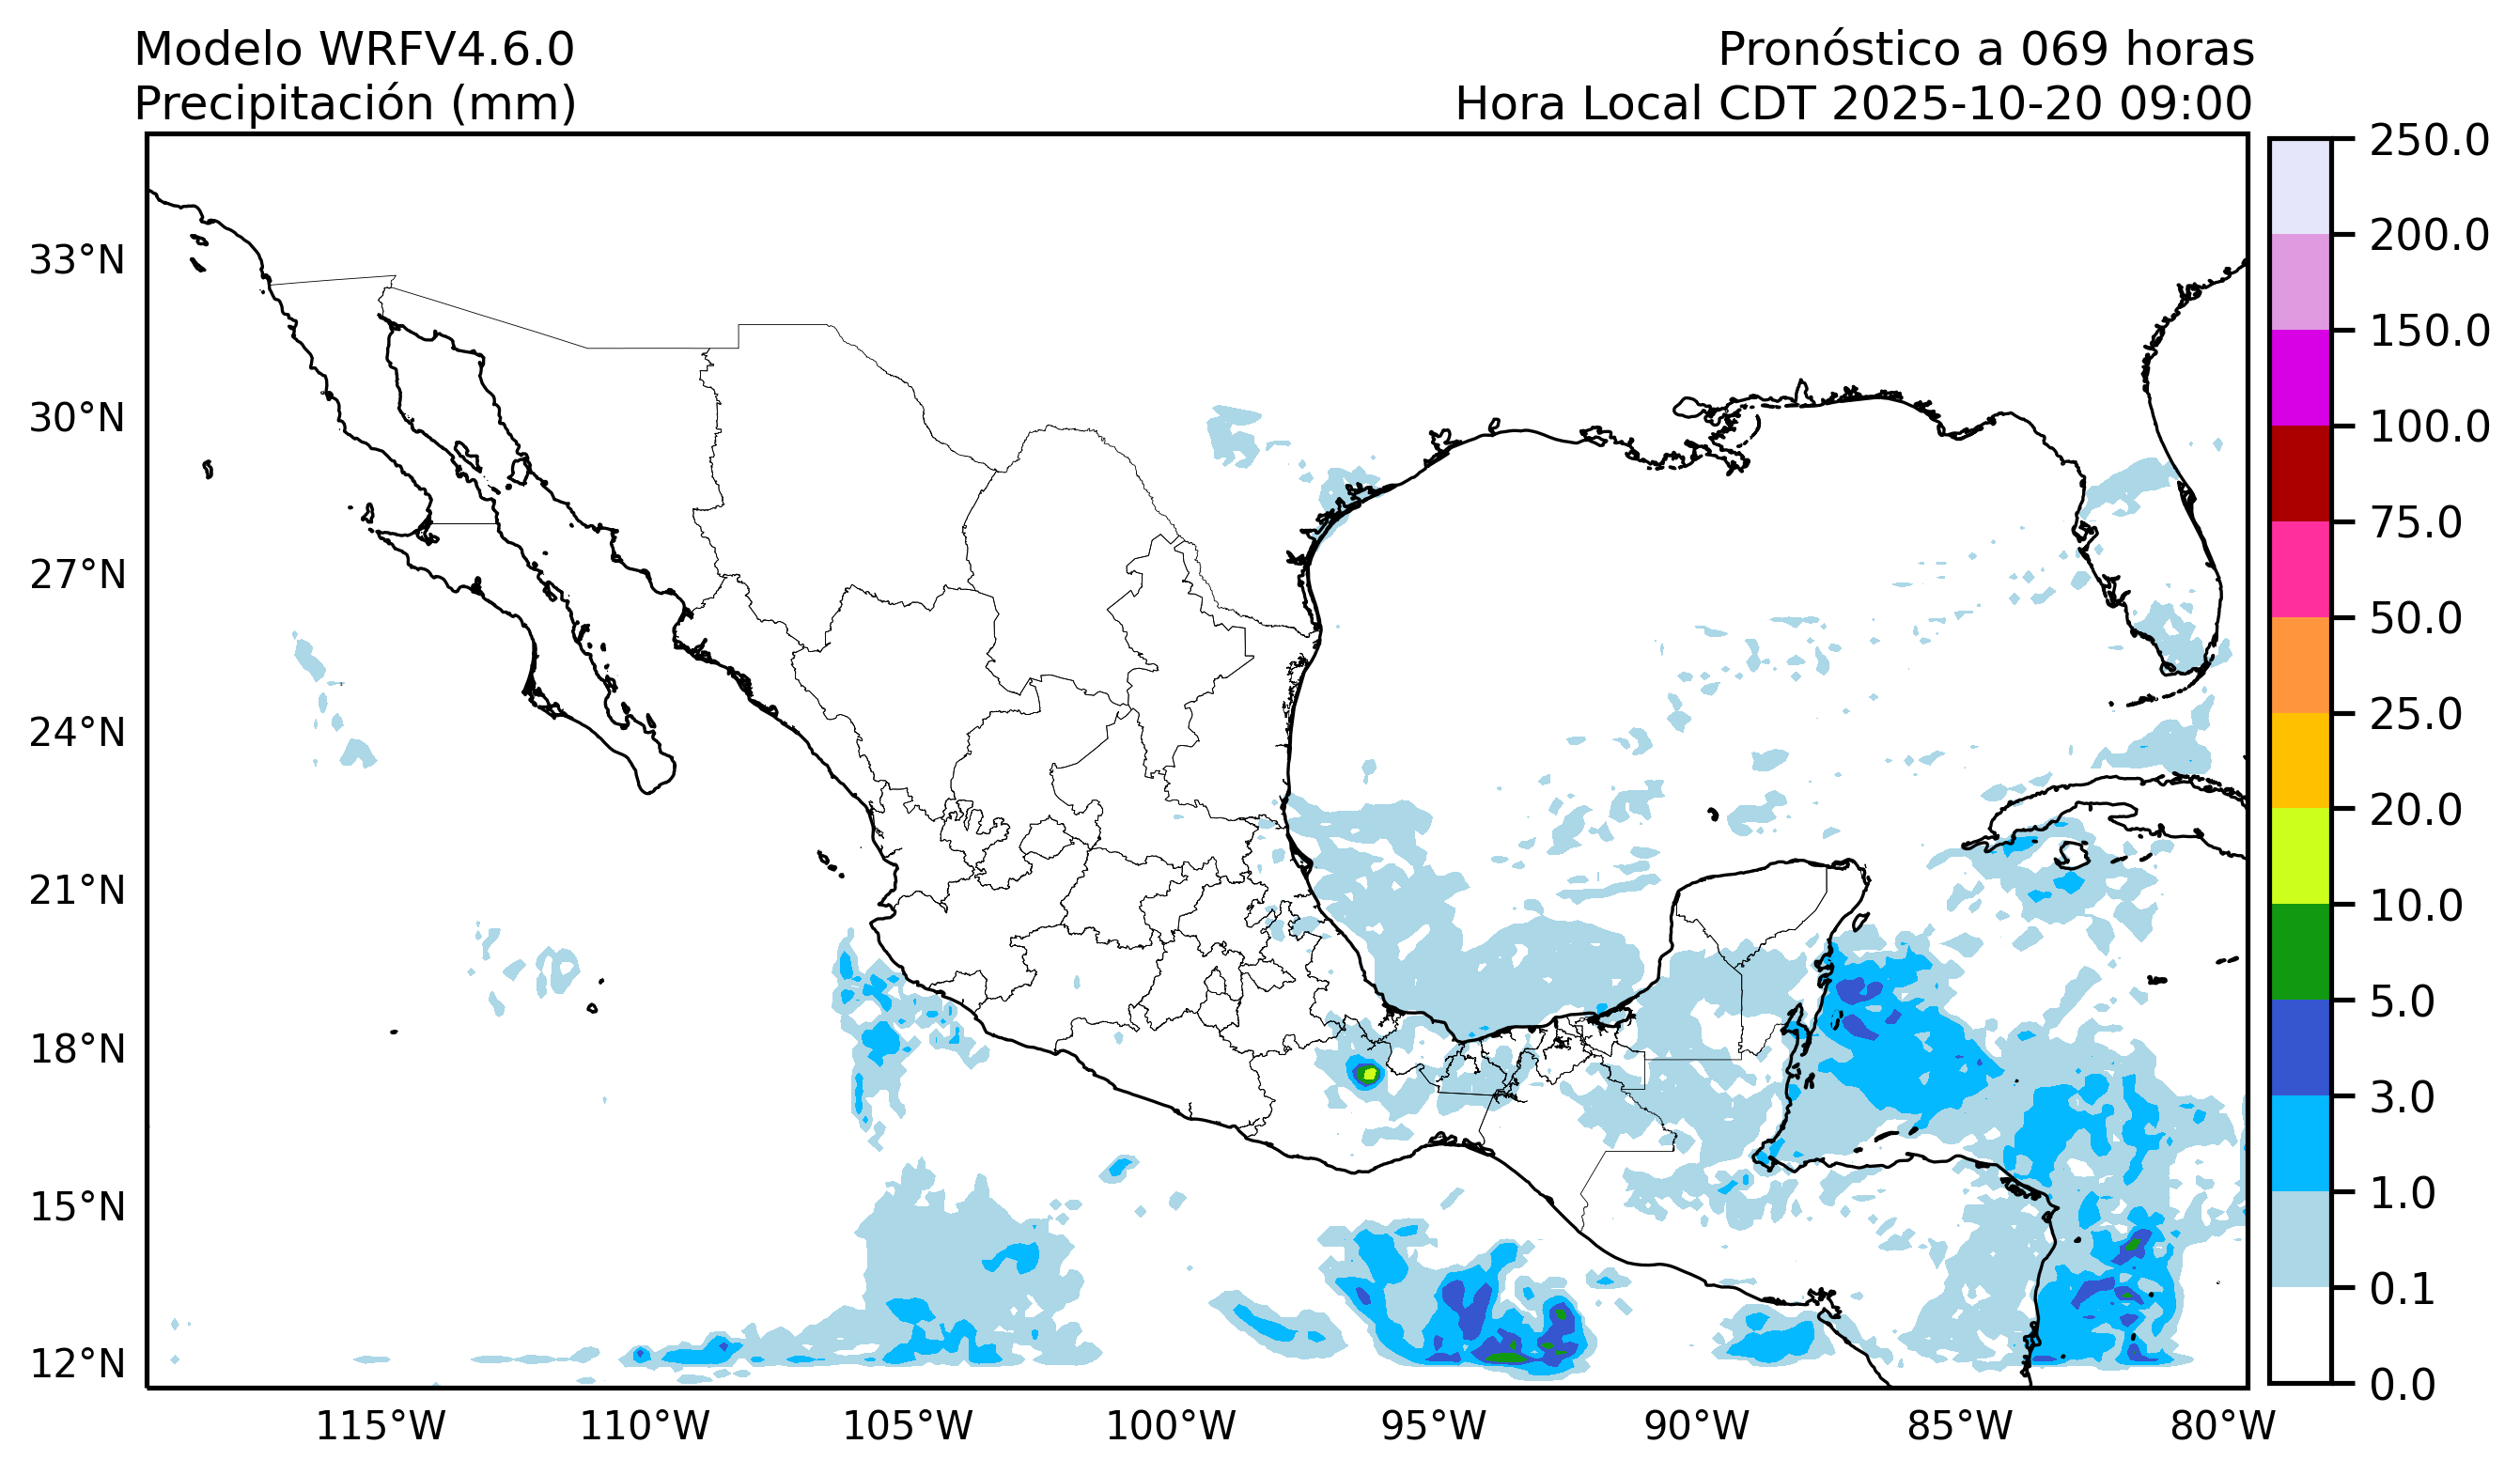 Modelo WRFV4.6.0
Precipitación (mm)
Pronóstico a 069 horas
Hora Local CDT 2025-10-20 09:00
33°N
30°N
27°N
24°N
21°N
18°N
15°N
12°N
115°W
110°W
105°W
100°W
95°W
90°W
85°W
80°W
250.0
200.0
150.0
100.0
75.0
50.0
25.0
20.0
10.0
5.0
3.0
1.0
0.1
0.0